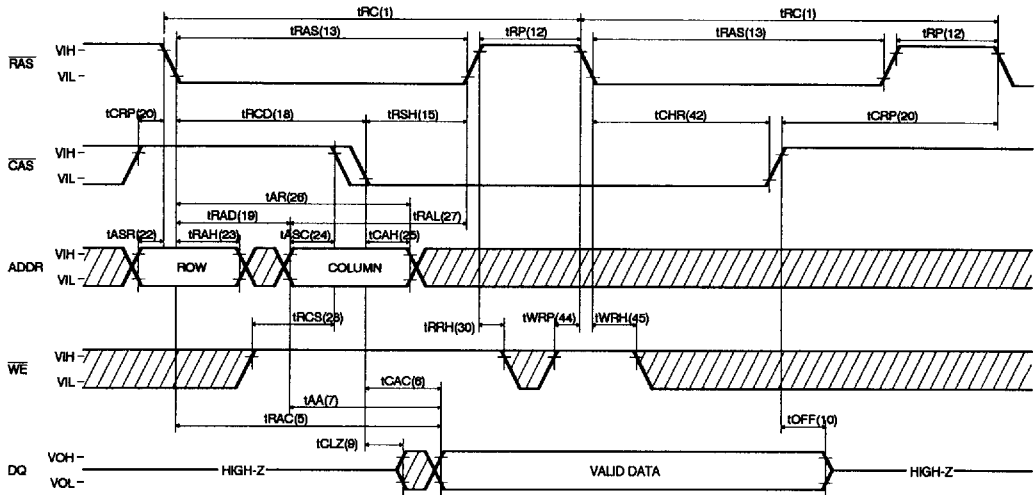 tRC(1) tRC(1)
tRAS(13) tRP(12) tRAS(13) tRP(12)
RAS VIH
VIL
tCRP(20) tRCD(18) tRSH(15) tCHR(42) tCRP(20)
CAS VIH
VIL
tAR(26)
tRAD(19) tRAL(27)
tASR(22) tRAH(23) tASC(24) tCAH(25)
ADDR VIH
VIL
ROW COLUMN
tRCS(28) tRRH(30) tWRP(44) tWRH(45)
WE VIH
VIL
tCAC(6)
tAA(7)
tRAC(5) tOFF(10)
tCLZ(9)
DQ VOH
VOL
HIGH-Z VALID DATA HIGH-Z